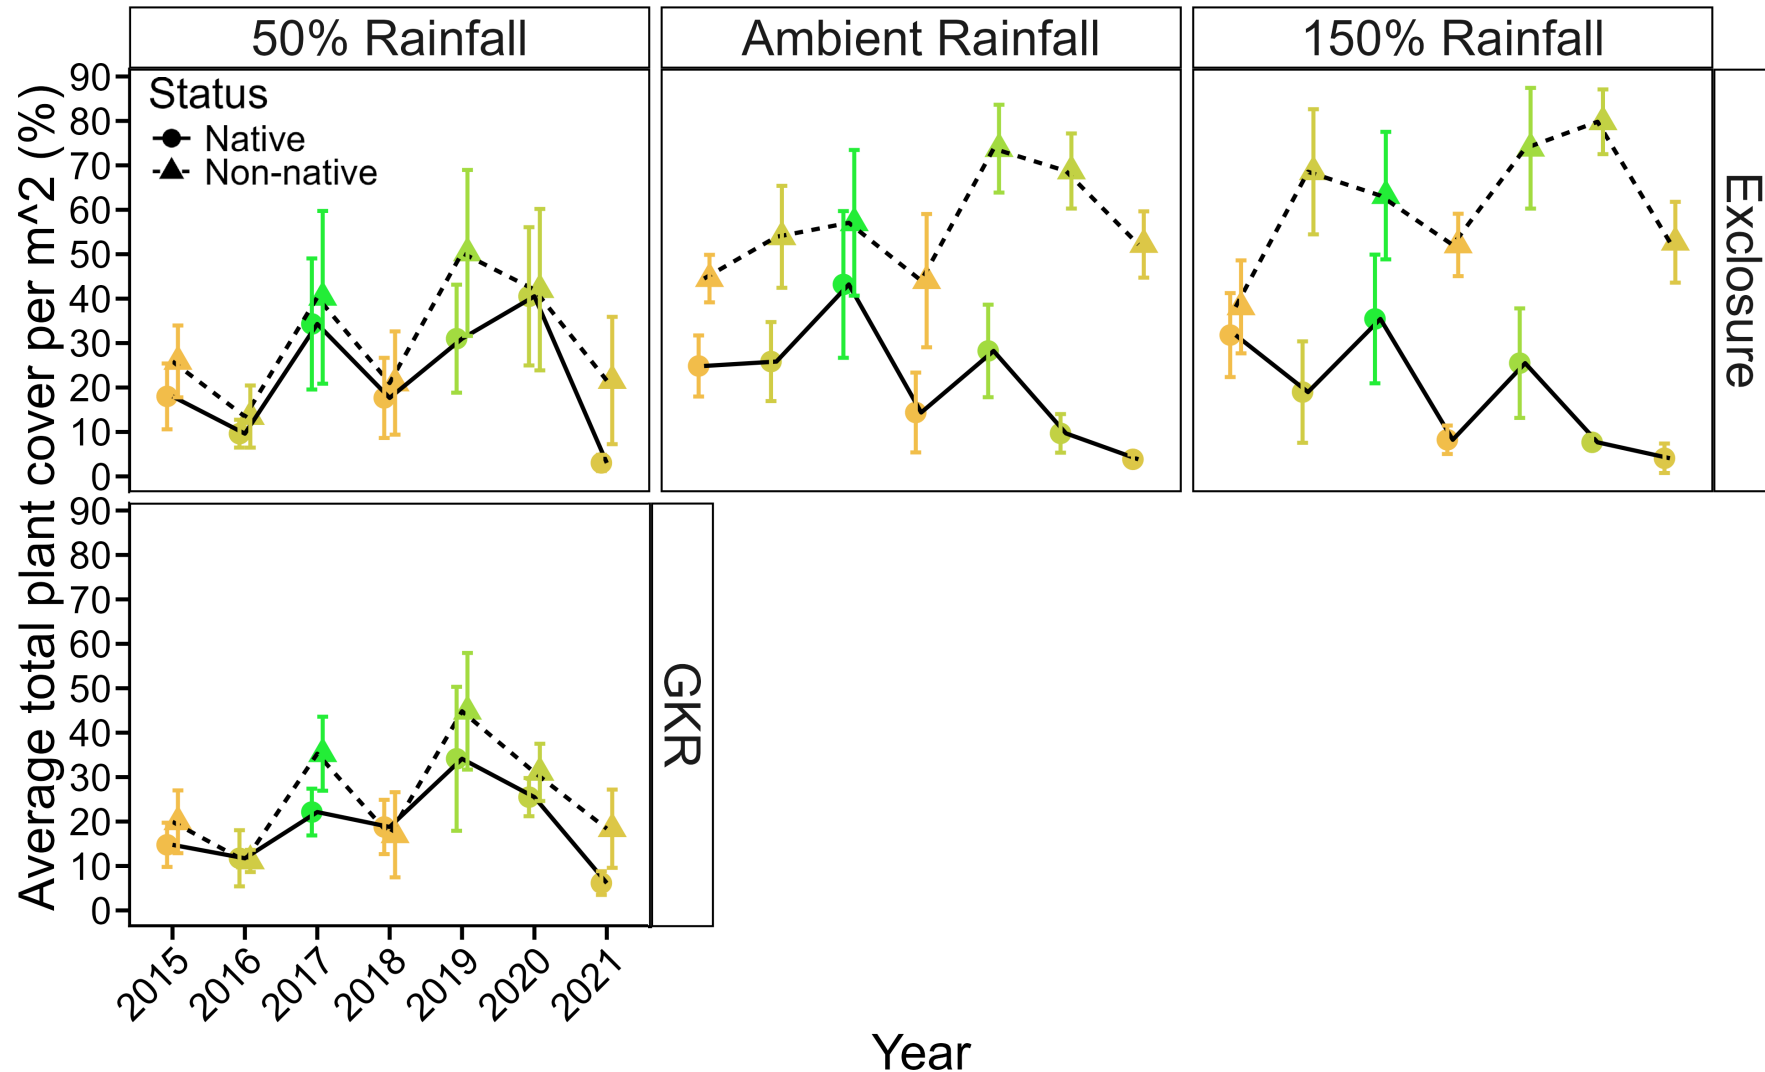 50% Rainfall
Ambient Rainfall
150% Rainfall
Exclosure
GKR
Average total plant cover per m^2 (%)
Status
Native
Non-native
90
80
70
60
50
40
30
20
10
0
90
80
70
60
50
40
30
20
10
0
2015
2016
2017
2018
2019
2020
2021
Year